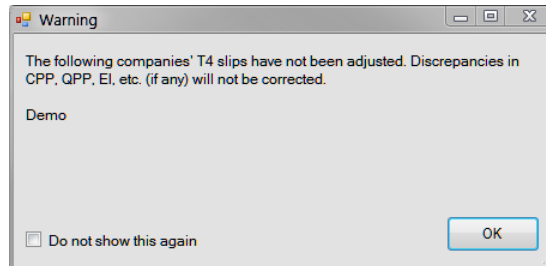 Warning
The following companies' T4 slips have not been adjusted. Discrepancies in
CPP, QPP, EI, etc. (if any) will not be corrected.
Demo
Do not show this again
OK